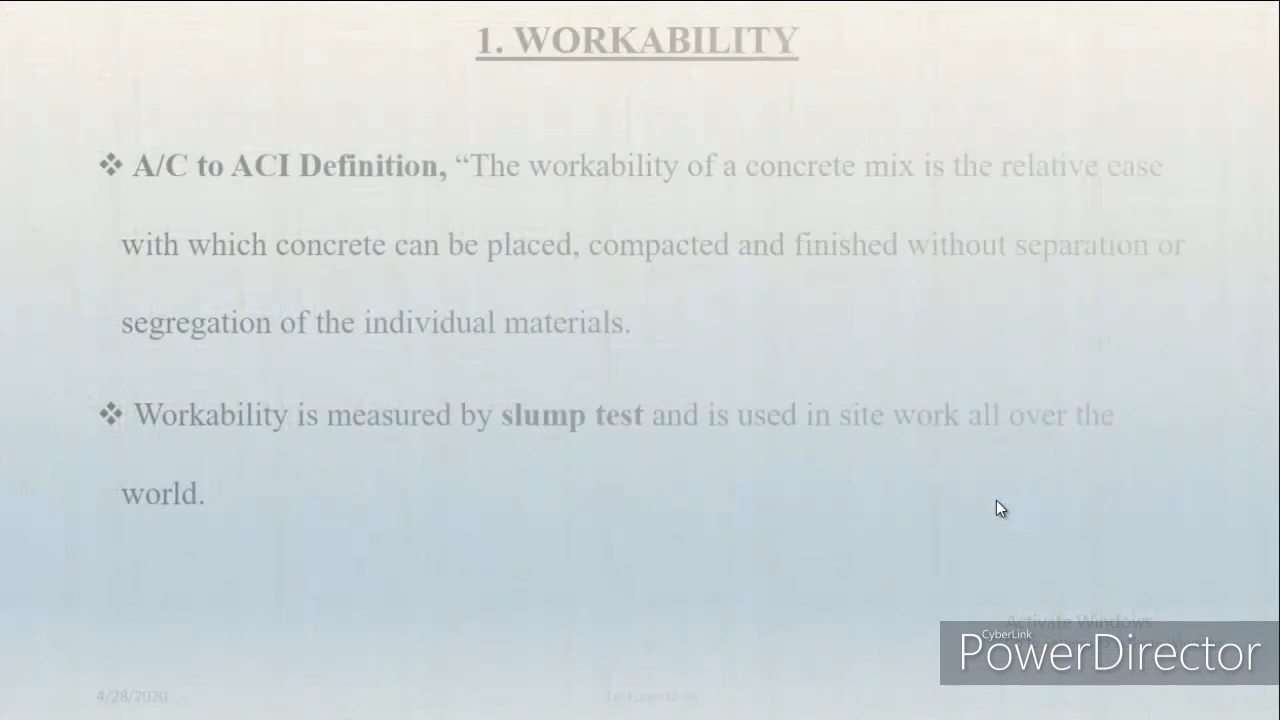 1. WORKABILITY
❖ A/C to ACI Definition, “The workability of a concrete mix is the relative case
with which concrete can be placed, compacted and finished without separation or
segregation of the individual materials.
❖ Workability is measured by slump test and is used in site work all over the
world.
Activate Windows
CyberLink
PowerDirector
4/28/2020